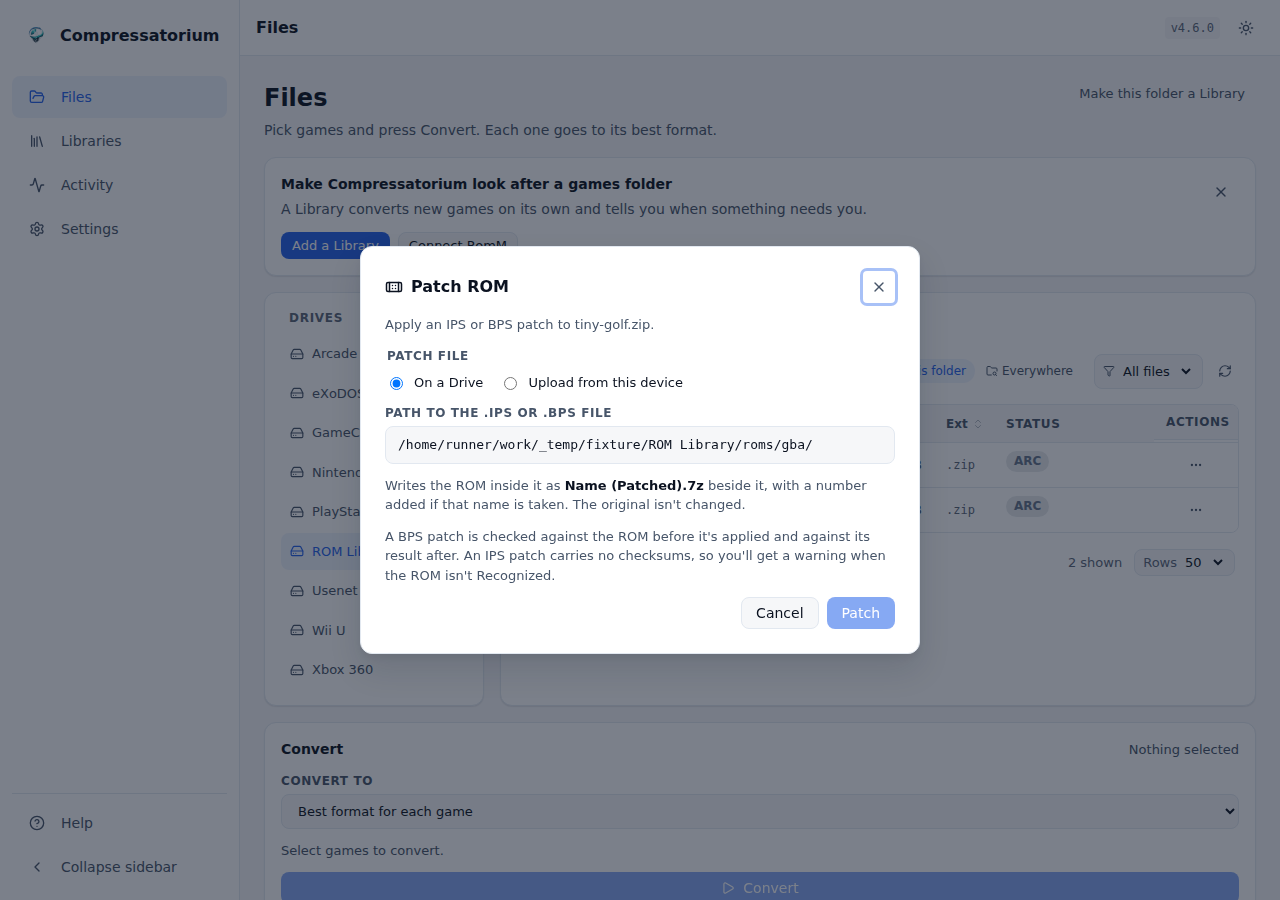 Compressatorium
Files
Libraries
Activity
Settings
Help
Collapse sidebar
Files
v4.6.0
Files
Make this folder a Library
Pick games and press Convert. Each one goes to its best format.
Make Compressatorium look after a games folder
A Library converts new games on its own and tells you when something needs you.
Add a Library
Connect RomM
DRIVES
Arcade
eXoDOS
GameC
Nintend
PlaySta
ROM Li
Usenet
Wii U
Xbox 360
s folder
Everywhere
All files
Ext
STATUS
ACTIONS
.zip
ARC
.zip
ARC
2 shown
Rows 50
Patch ROM
Apply an IPS or BPS patch to tiny-golf.zip.
PATCH FILE
On a Drive
Upload from this device
PATH TO THE .IPS OR .BPS FILE
/home/runner/work/_temp/fixture/ROM Library/roms/gba/
Writes the ROM inside it as Name (Patched).7z beside it, with a number
added if that name is taken. The original isn't changed.
A BPS patch is checked against the ROM before it's applied and against its
result after. An IPS patch carries no checksums, so you'll get a warning when
the ROM isn't Recognized.
Cancel
Patch
Convert
Nothing selected
CONVERT TO
Best format for each game
Select games to convert.
Convert